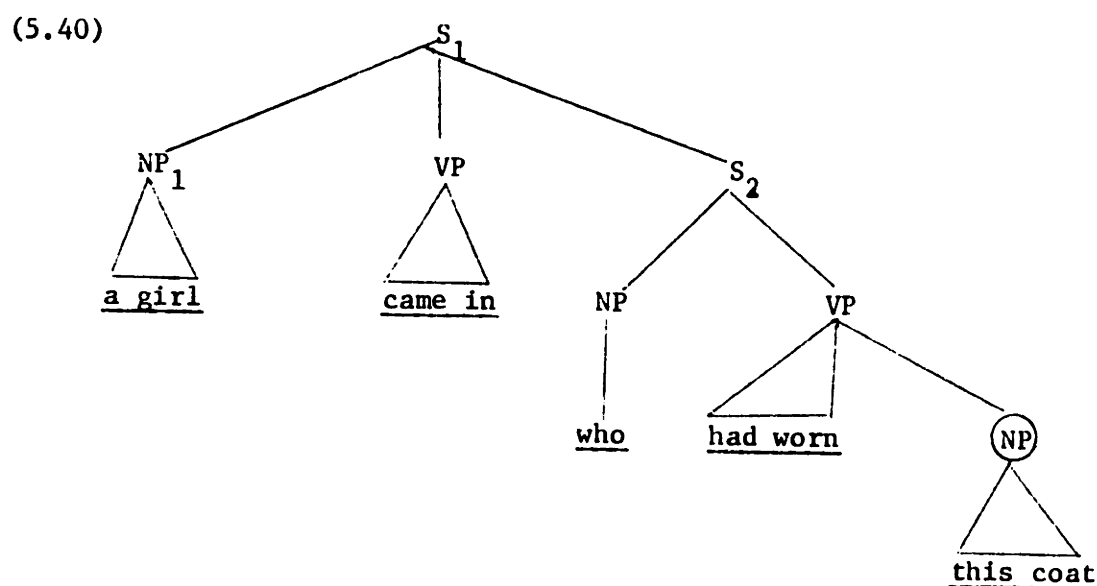 (5.40)
S1
NP1 VP S2
a girl came in NP VP
who had worn NP
this coat